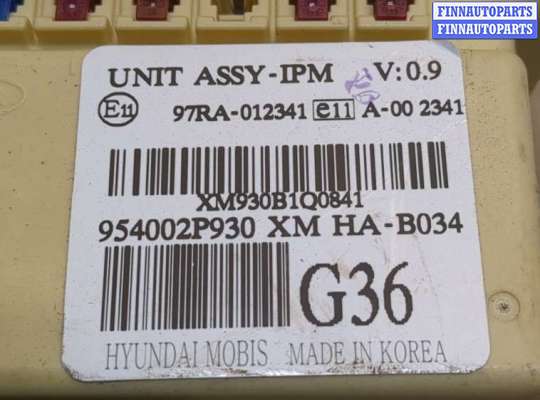 FINNAUTOPARTS
FINNAUTOPARTS
UNIT ASSY-IPM V:0.9
E11 97RA-012341 e11 A-00 2341
XM930B1Q0841
954002P930 XM HA-B034
G36
HYUNDAI MOBIS MADE IN KOREA